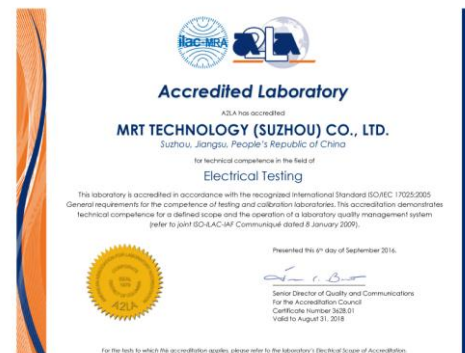 ilac-MRA
A2LA
Accredited Laboratory
A2LA has accredited
MRT TECHNOLOGY (SUZHOU) CO., LTD.
Suzhou, Jiangsu, People's Republic of China
for technical competence in the field of
Electrical Testing
This laboratory is accredited in accordance with the recognized International Standard ISO/IEC 17025:2005
General requirements for the competence of testing and calibration laboratories. This accreditation demonstrates
technical competence for a defined scope and the operation of a laboratory quality management system
(refer to joint ISO-ILAC-IAF Communiqué dated 8 January 2009).
Presented this 6th day of September 2016.
Senior Director of Quality and Communications
For the Accreditation Council
Certificate Number 3628.01
Valid to August 31, 2018
CORPORATE
SEAL
A2LA
For the tests to which this accreditation applies, please refer to the laboratory's Electrical Scope of Accreditation.